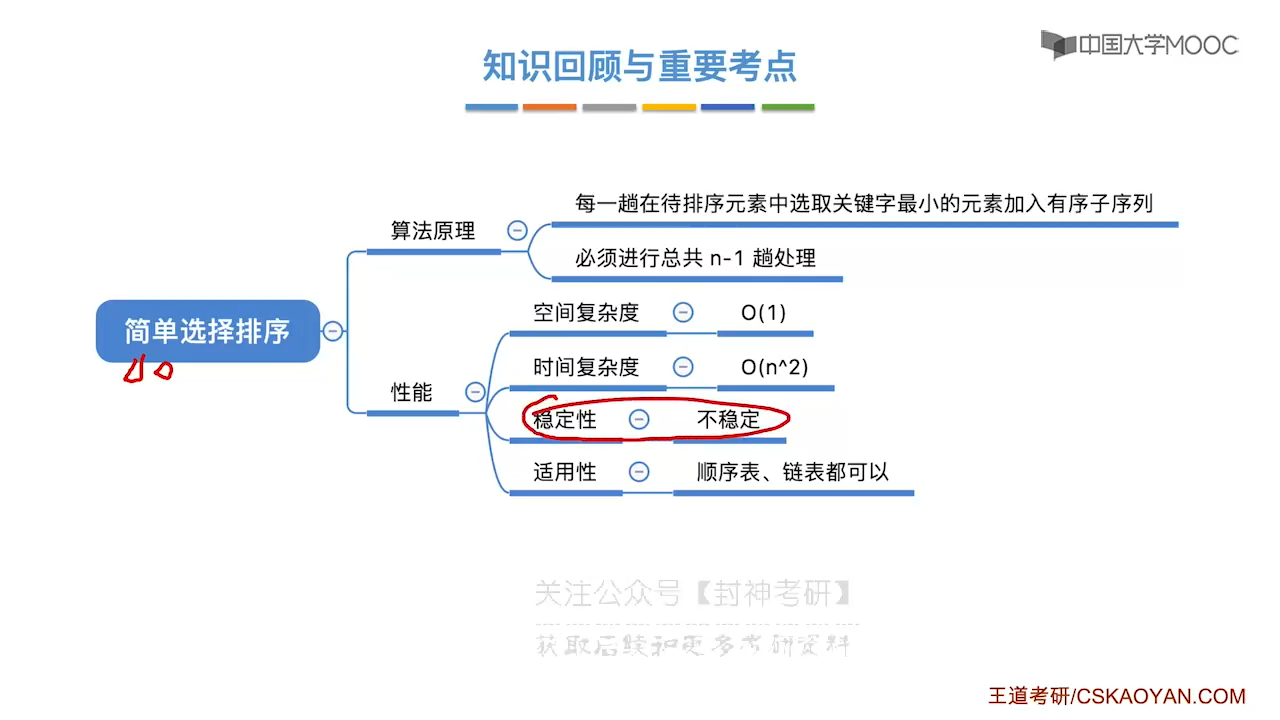 中国大学MOOC
知识回顾与重要考点
每一趟在待排序元素中选取关键字最小的元素加入有序子序列
算法原理
必须进行总共 n-1 趟处理
空间复杂度 O(1)
简单选择排序
时间复杂度 O(n^2)
性能
稳定性 不稳定
适用性 顺序表、链表都可以
关注公众号【封神考研】
获取后续和更多考研资料
王道考研/CSKAOYAN.COM